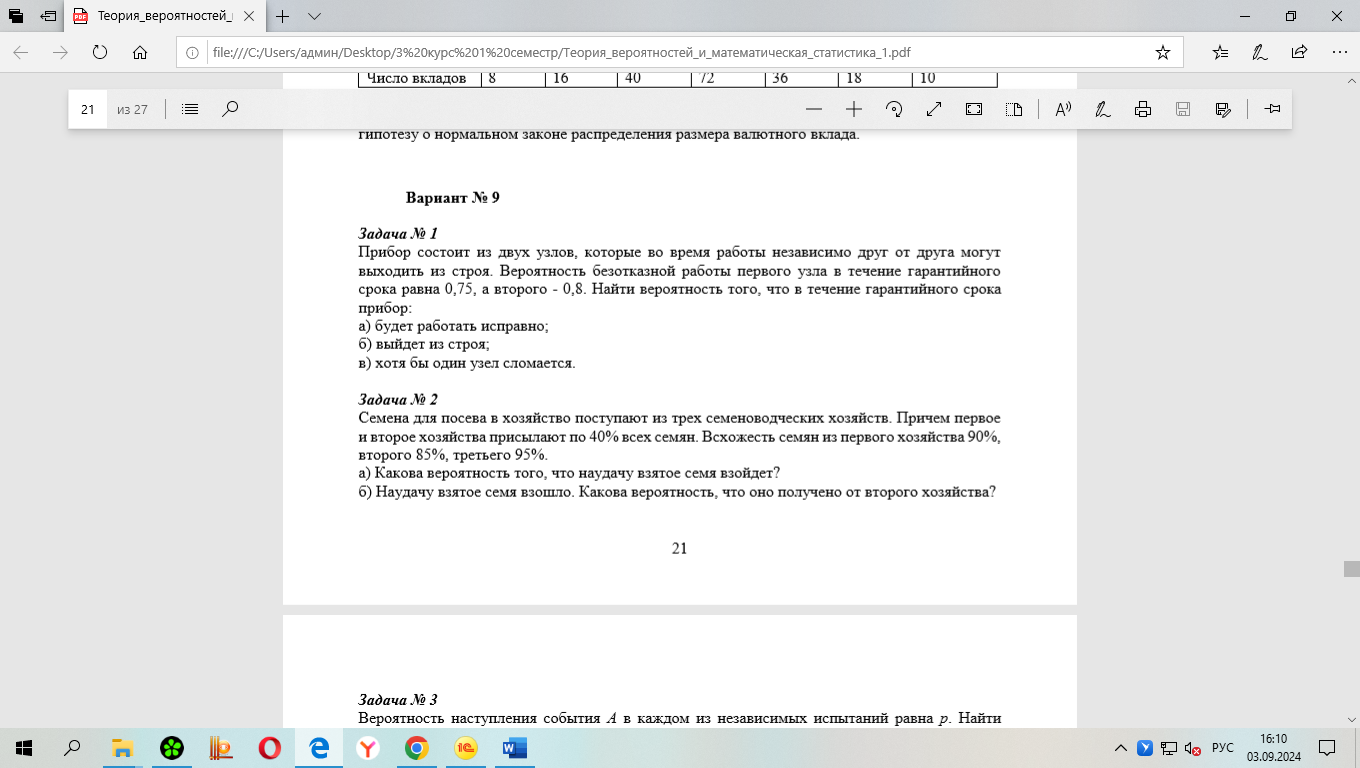 Теория_вероятностей_и
file:///C:/Users/админ/Desktop/3%20курс%201%20семестр/Теория_вероятностей_и_математическая_статистика_1.pdf
Число вкладов 8 16 40 72 36 18 10
21 из 27
гипотезу о нормальном законе распределения размера валютного вклада.
Вариант № 9
Задача № 1
Прибор состоит из двух узлов, которые во время работы независимо друг от друга могут
выходить из строя. Вероятность безотказной работы первого узла в течение гарантийного
срока равна 0,75, а второго - 0,8. Найти вероятность того, что в течение гарантийного срока
прибор:
а) будет работать исправно;
б) выйдет из строя;
в) хотя бы один узел сломается.
Задача № 2
Семена для посева в хозяйство поступают из трех семеноводческих хозяйств. Причем первое
и второе хозяйства присылают по 40% всех семян. Всхожесть семян из первого хозяйства 90%,
второго 85%, третьего 95%.
а) Какова вероятность того, что наудачу взятое семя взойдет?
б) Наудачу взятое семя взошло. Какова вероятность, что оно получено от второго хозяйства?
21
Задача № 3
Вероятность наступления события А в каждом из независимых испытаний равна p. Найти
РУС
16:10
03.09.2024